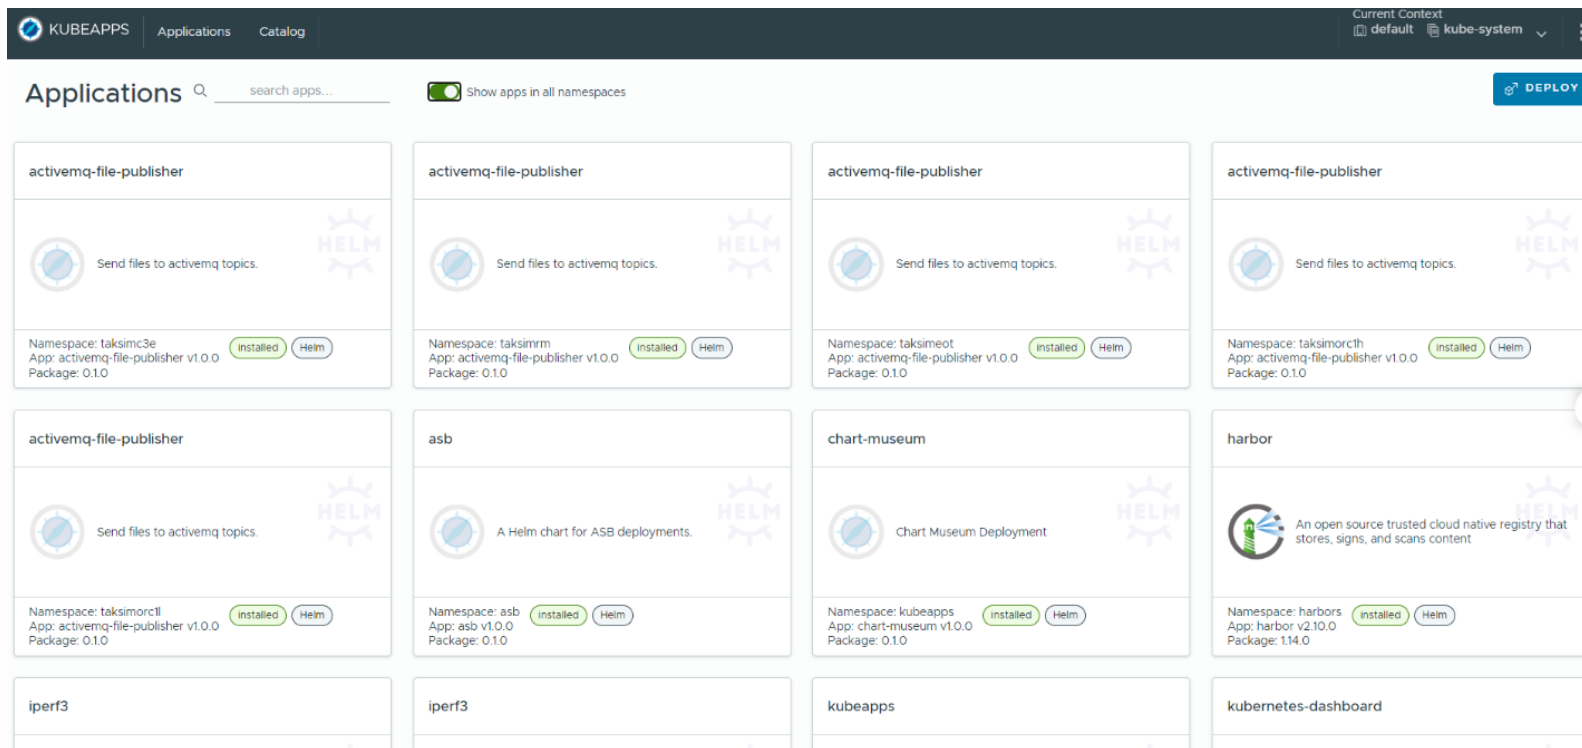 KUBEAPPS
Applications
Catalog
Current Context
default
kube-system
Applications
search apps...
Show apps in all namespaces
DEPLOY
activemq-file-publisher
HELM
Send files to activemq topics.
Namespace: taksimc3e
App: activemq-file-publisher v1.0.0
Package: 0.1.0
installed
Helm
activemq-file-publisher
HELM
Send files to activemq topics.
Namespace: taksimrm
App: activemq-file-publisher v1.0.0
Package: 0.1.0
installed
Helm
activemq-file-publisher
HELM
Send files to activemq topics.
Namespace: taksimeot
App: activemq-file-publisher v1.0.0
Package: 0.1.0
installed
Helm
activemq-file-publisher
HELM
Send files to activemq topics.
Namespace: taksimorc1h
App: activemq-file-publisher v1.0.0
Package: 0.1.0
installed
Helm
activemq-file-publisher
HELM
Send files to activemq topics.
Namespace: taksimorc1l
App: activemq-file-publisher v1.0.0
Package: 0.1.0
installed
Helm
asb
HELM
A Helm chart for ASB deployments.
Namespace: asb
App: asb v1.0.0
Package: 0.1.0
installed
Helm
chart-museum
HELM
Chart Museum Deployment
Namespace: kubeapps
App: chart-museum v1.0.0
Package: 0.1.0
installed
Helm
harbor
HELM
An open source trusted cloud native registry that
stores, signs, and scans content
Namespace: harbors
App: harbor v2.10.0
Package: 1.14.0
installed
Helm
iperf3
iperf3
kubeapps
kubernetes-dashboard